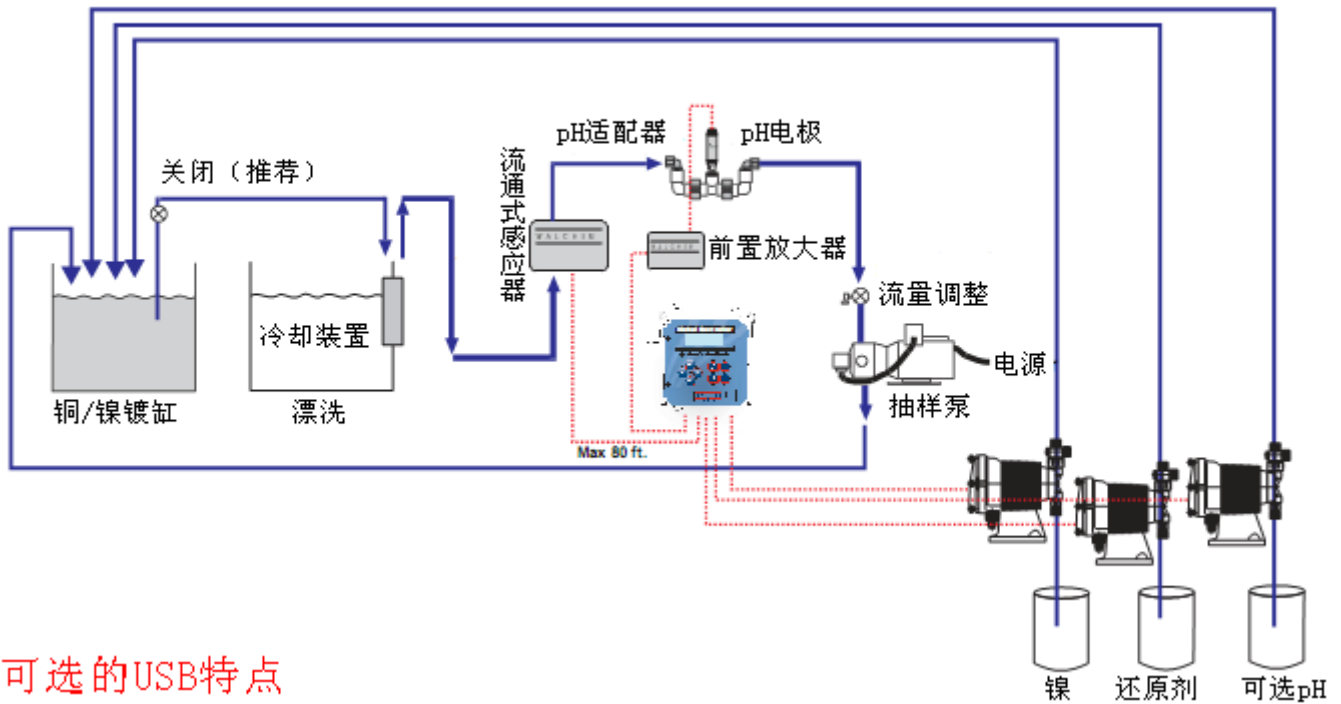 pH适配器
pH电极
关闭（推荐）
流通式感应器
WALCHEM
WALCHEM
前置放大器
流量调整
冷却装置
电源
铜/镍镀缸
漂洗
抽样泵
Max 80 ft.
镍
还原剂
可选pH
可选的USB特点